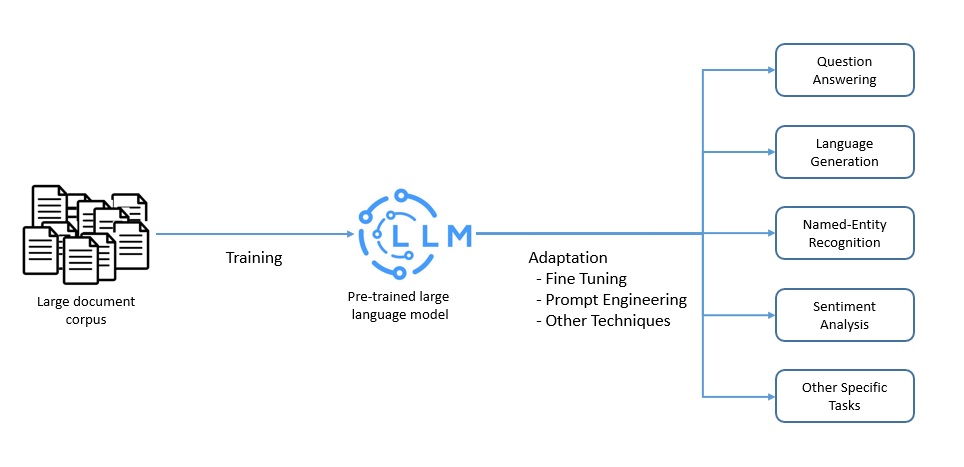 Large document
corpus
Training
LLM
Pre-trained large
language model
Adaptation
- Fine Tuning
- Prompt Engineering
- Other Techniques
Question
Answering
Language
Generation
Named-Entity
Recognition
Sentiment
Analysis
Other Specific
Tasks